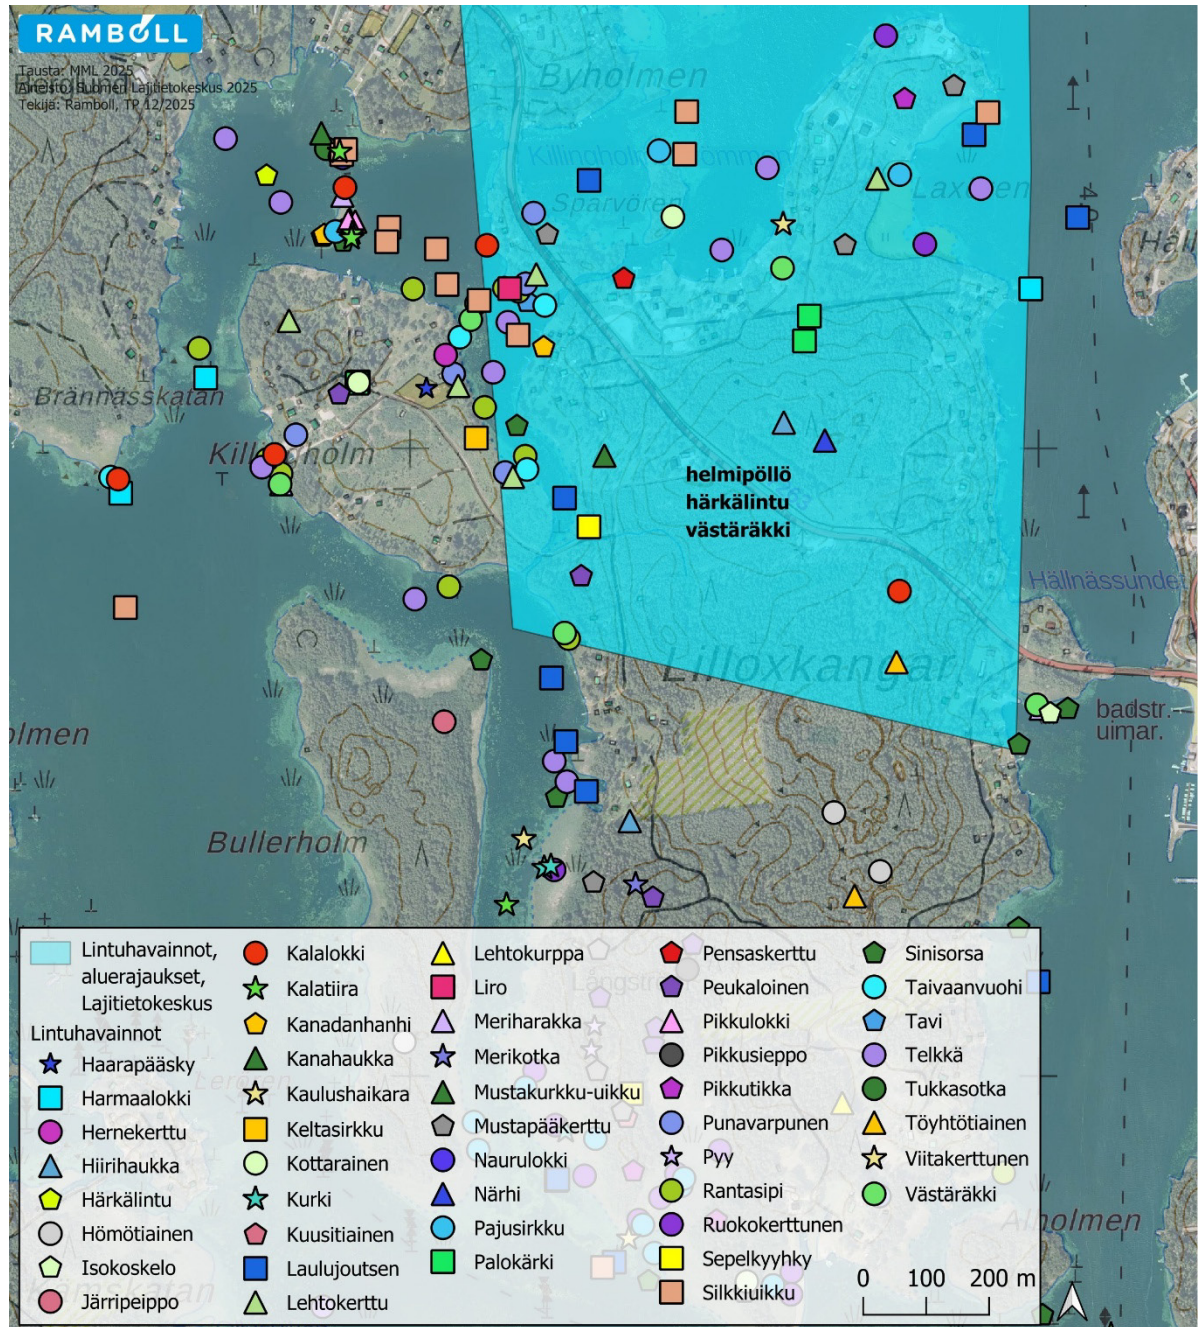 RAMBOLL
Tausta: MML 2025
Aineisto: Suomen Lajitietokeskus 2025
Tekijä: Ramboll, TP 12/2025
Berglund
Byholmen
Sparvören
Brännässkatan
helmipöllö
härkälintu
västäräkki
Hällnässundet
Lilloxkangar
badstr.
uimar.
olmen
Bullerholm
Lintuhavainnot,
aluerajaukset,
Lajitietokeskus
Lintuhavainnot
Haarapääsky
Harmaalokki
Hernekerttu
Hiirihaukka
Härkälintu
Hömötiainen
Isokoskelo
Järripeippo
Kalalokki
Kalatiira
Kanadanhanhi
Kanahaukka
Kaulushaikara
Keltasirkku
Kottarainen
Kurki
Kuusitiainen
Laulujoutsen
Lehtokerttu
Lehtokurppa
Liro
Meriharakka
Merikotka
Mustakurkku-uikku
Mustapääkerttu
Naurulokki
Närhi
Pajusirkku
Palokärki
Pensaskerttu
Peukaloinen
Pikkulokki
Pikkusieppo
Pikkutikka
Punavarpunen
Pyy
Rantasipi
Ruokokerttunen
Sepelkyyhky
Silkkiuikku
Sinisorsa
Taivaanvuohi
Tavi
Telkkä
Tukkasotka
Töyhtötiainen
Viitakerttunen
Västäräkki
Alholmen
0 100 200 m